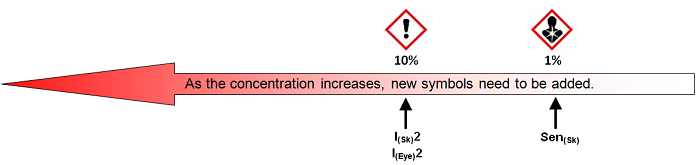 10%
1%
As the concentration increases, new symbols need to be added.
I(Sk)2
I(Eye)2
Sen(Sk)